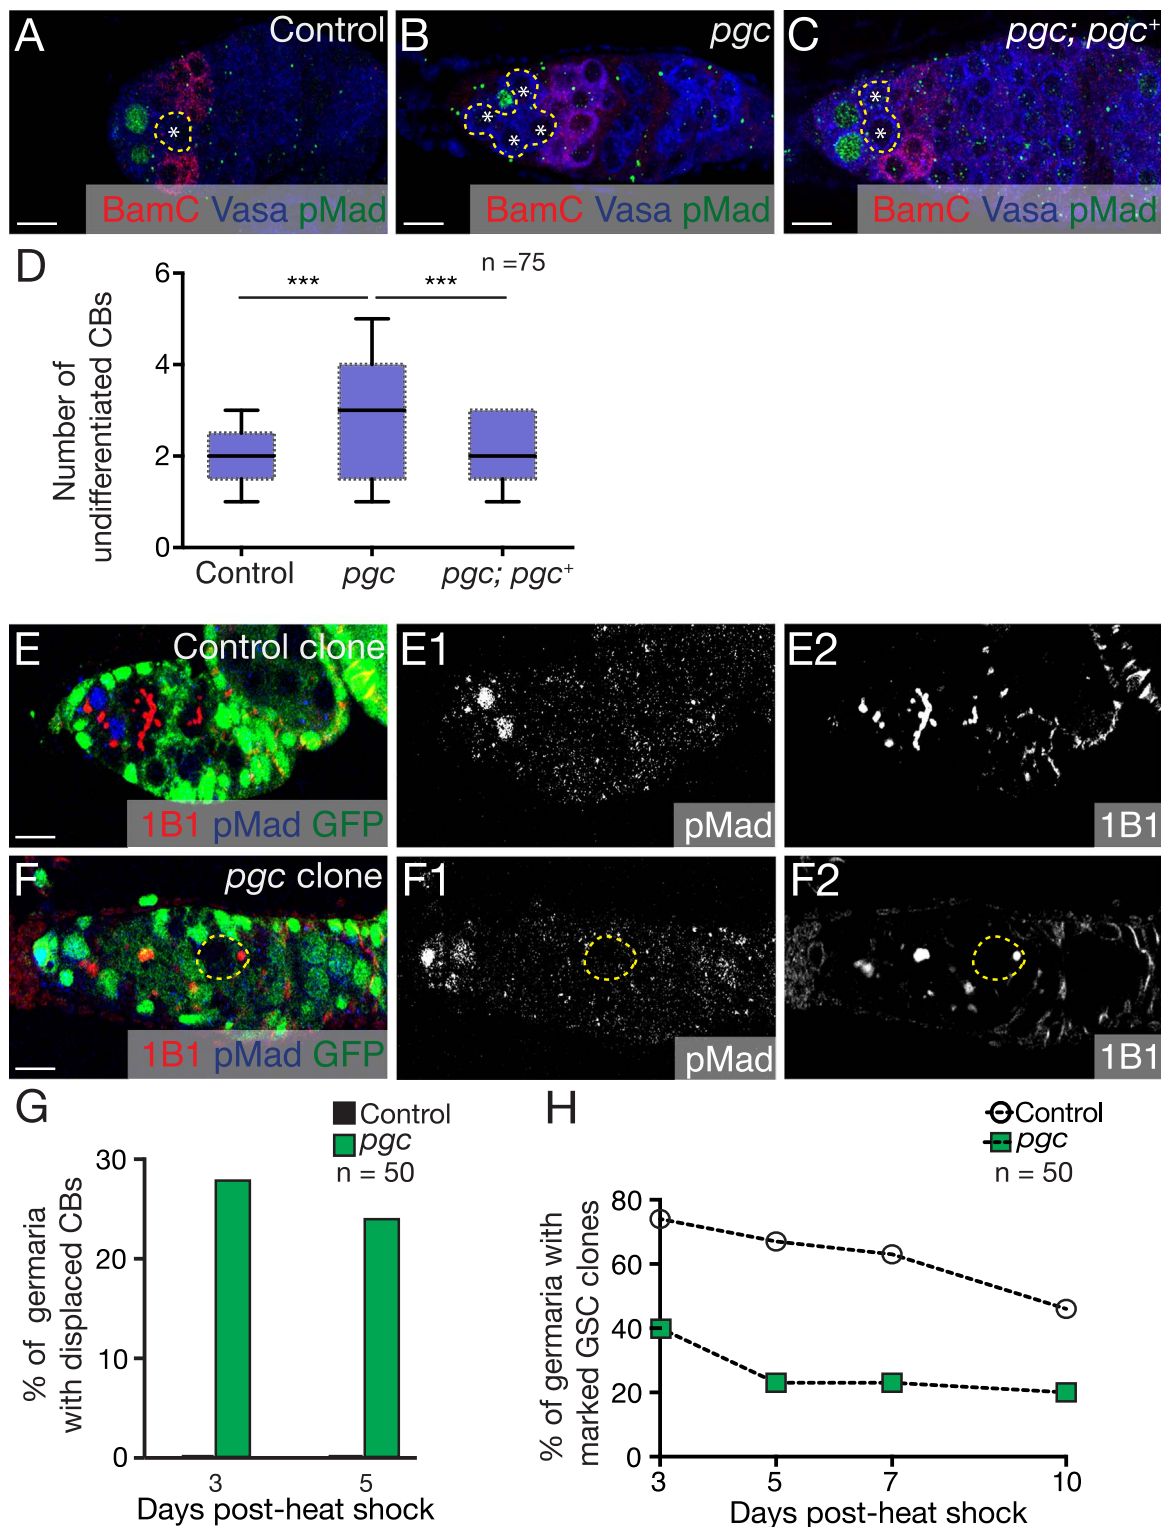 A
Control
BamC Vasa pMad
B
pgc
*
*
*
*
BamC Vasa pMad
C
pgc; pgc+
*
*
BamC Vasa pMad
*
D
n =75
***
***
Number of
undifferentiated CBs
6
4
2
0
Control
pgc
pgc; pgc+
E
Control clone
1B1 pMad GFP
E1
pMad
E2
1B1
F
pgc clone
1B1 pMad GFP
F1
pMad
F2
1B1
G
Control
pgc
n = 50
% of germaria
with displaced CBs
30
20
10
0
3
5
Days post-heat shock
H
Control
pgc
n = 50
% of germaria with
marked GSC clones
80
60
40
20
0
3
5
7
10
Days post-heat shock